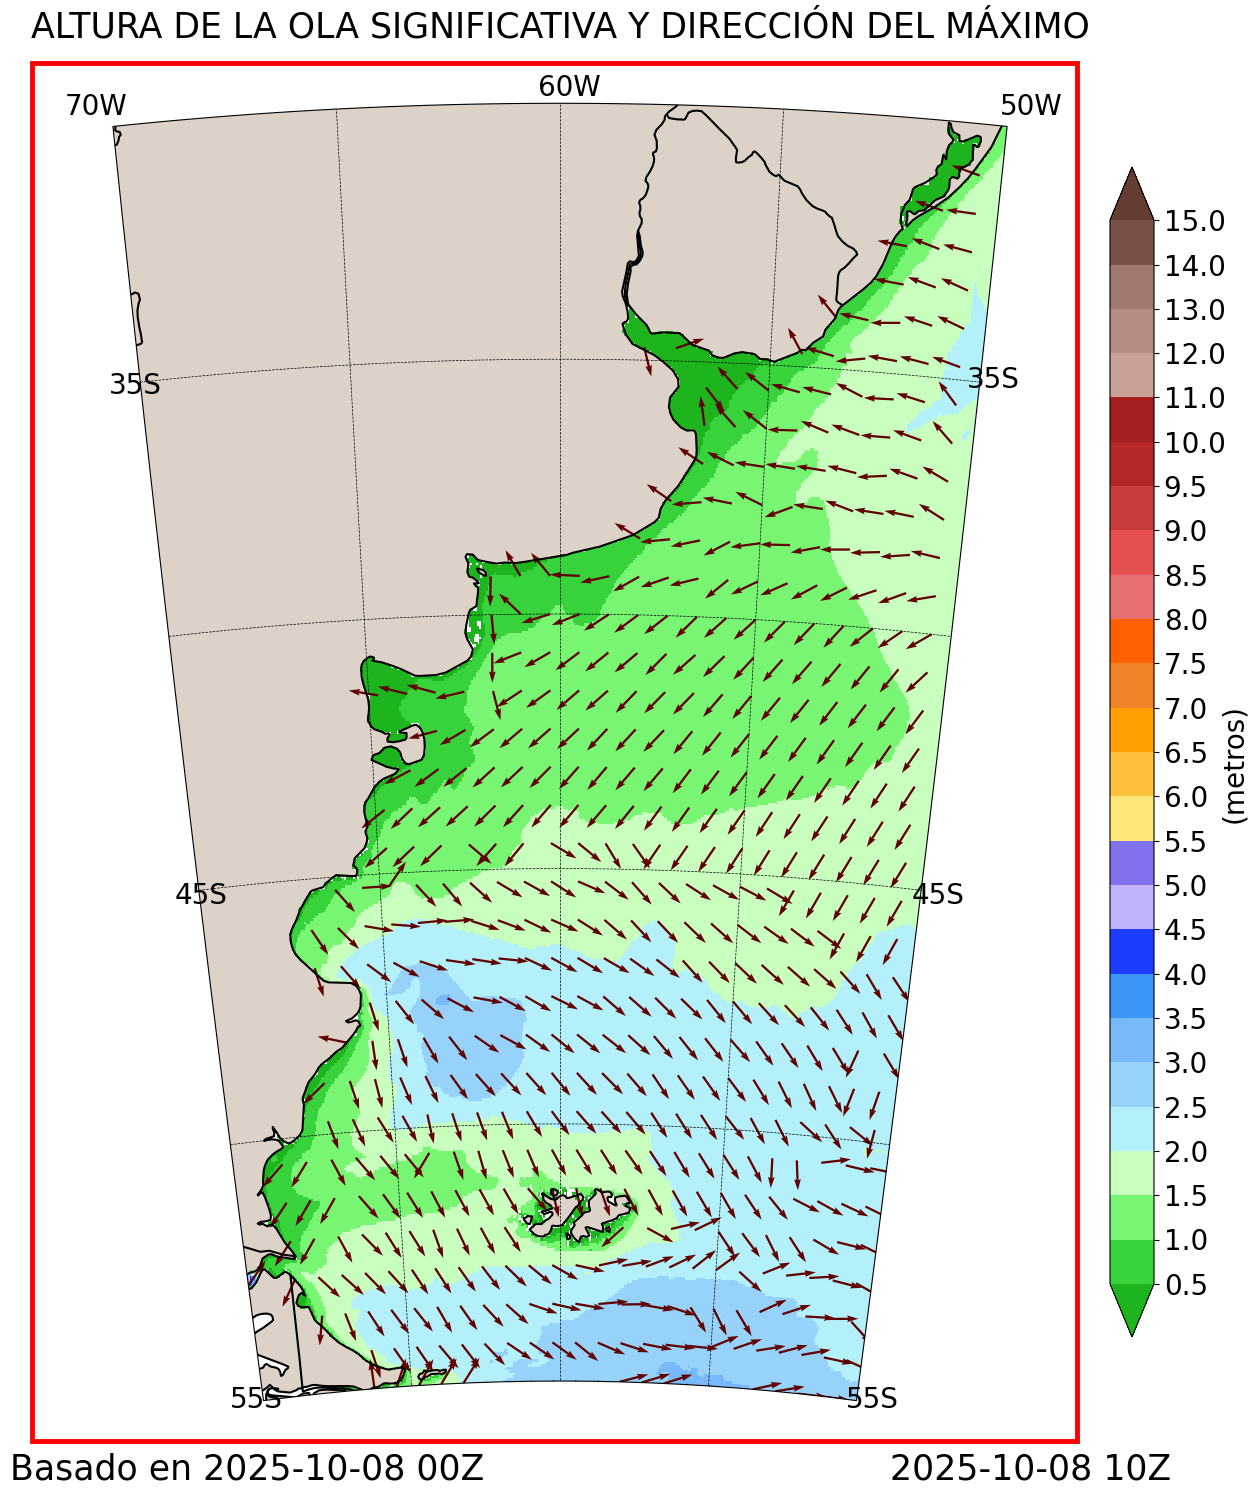 ALTURA DE LA OLA SIGNIFICATIVA Y DIRECCIÓN DEL MÁXIMO
70W
60W
50W
35S
35S
45S
45S
55S
55S
15.0
14.0
13.0
12.0
11.0
10.0
9.5
9.0
8.5
8.0
7.5
7.0
6.5
6.0
5.5
5.0
4.5
4.0
3.5
3.0
2.5
2.0
1.5
1.0
0.5
(metros)
Basado en 2025-10-08 00Z
2025-10-08 10Z